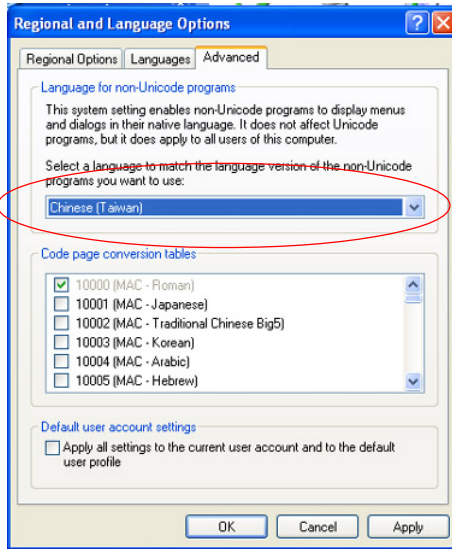 Regional and Language Options
Regional Options Languages Advanced
Language for non-Unicode programs
This system setting enables non-Unicode programs to display menus
and dialogs in their native language. It does not affect Unicode
programs, but it does apply to all users of this computer.
Select a language to match the language version of the non-Unicode
programs you want to use:
Chinese (Taiwan)
Code page conversion tables
10000 (MAC - Roman)
10001 (MAC - Japanese)
10002 (MAC - Traditional Chinese Big5)
10003 (MAC - Korean)
10004 (MAC - Arabic)
10005 (MAC - Hebrew)
Default user account settings
Apply all settings to the current user account and to the default
user profile
OK Cancel Apply